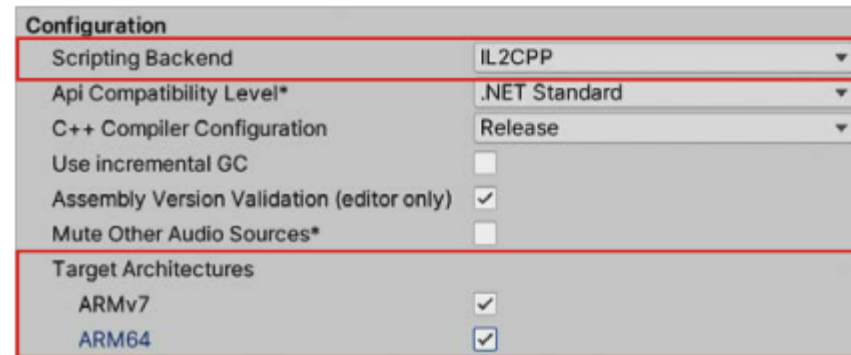 Configuration
Scripting Backend IL2CPP
Api Compatibility Level* .NET Standard
C++ Compiler Configuration Release
Use incremental GC
Assembly Version Validation (editor only)
Mute Other Audio Sources*
Target Architectures
ARMv7
ARM64